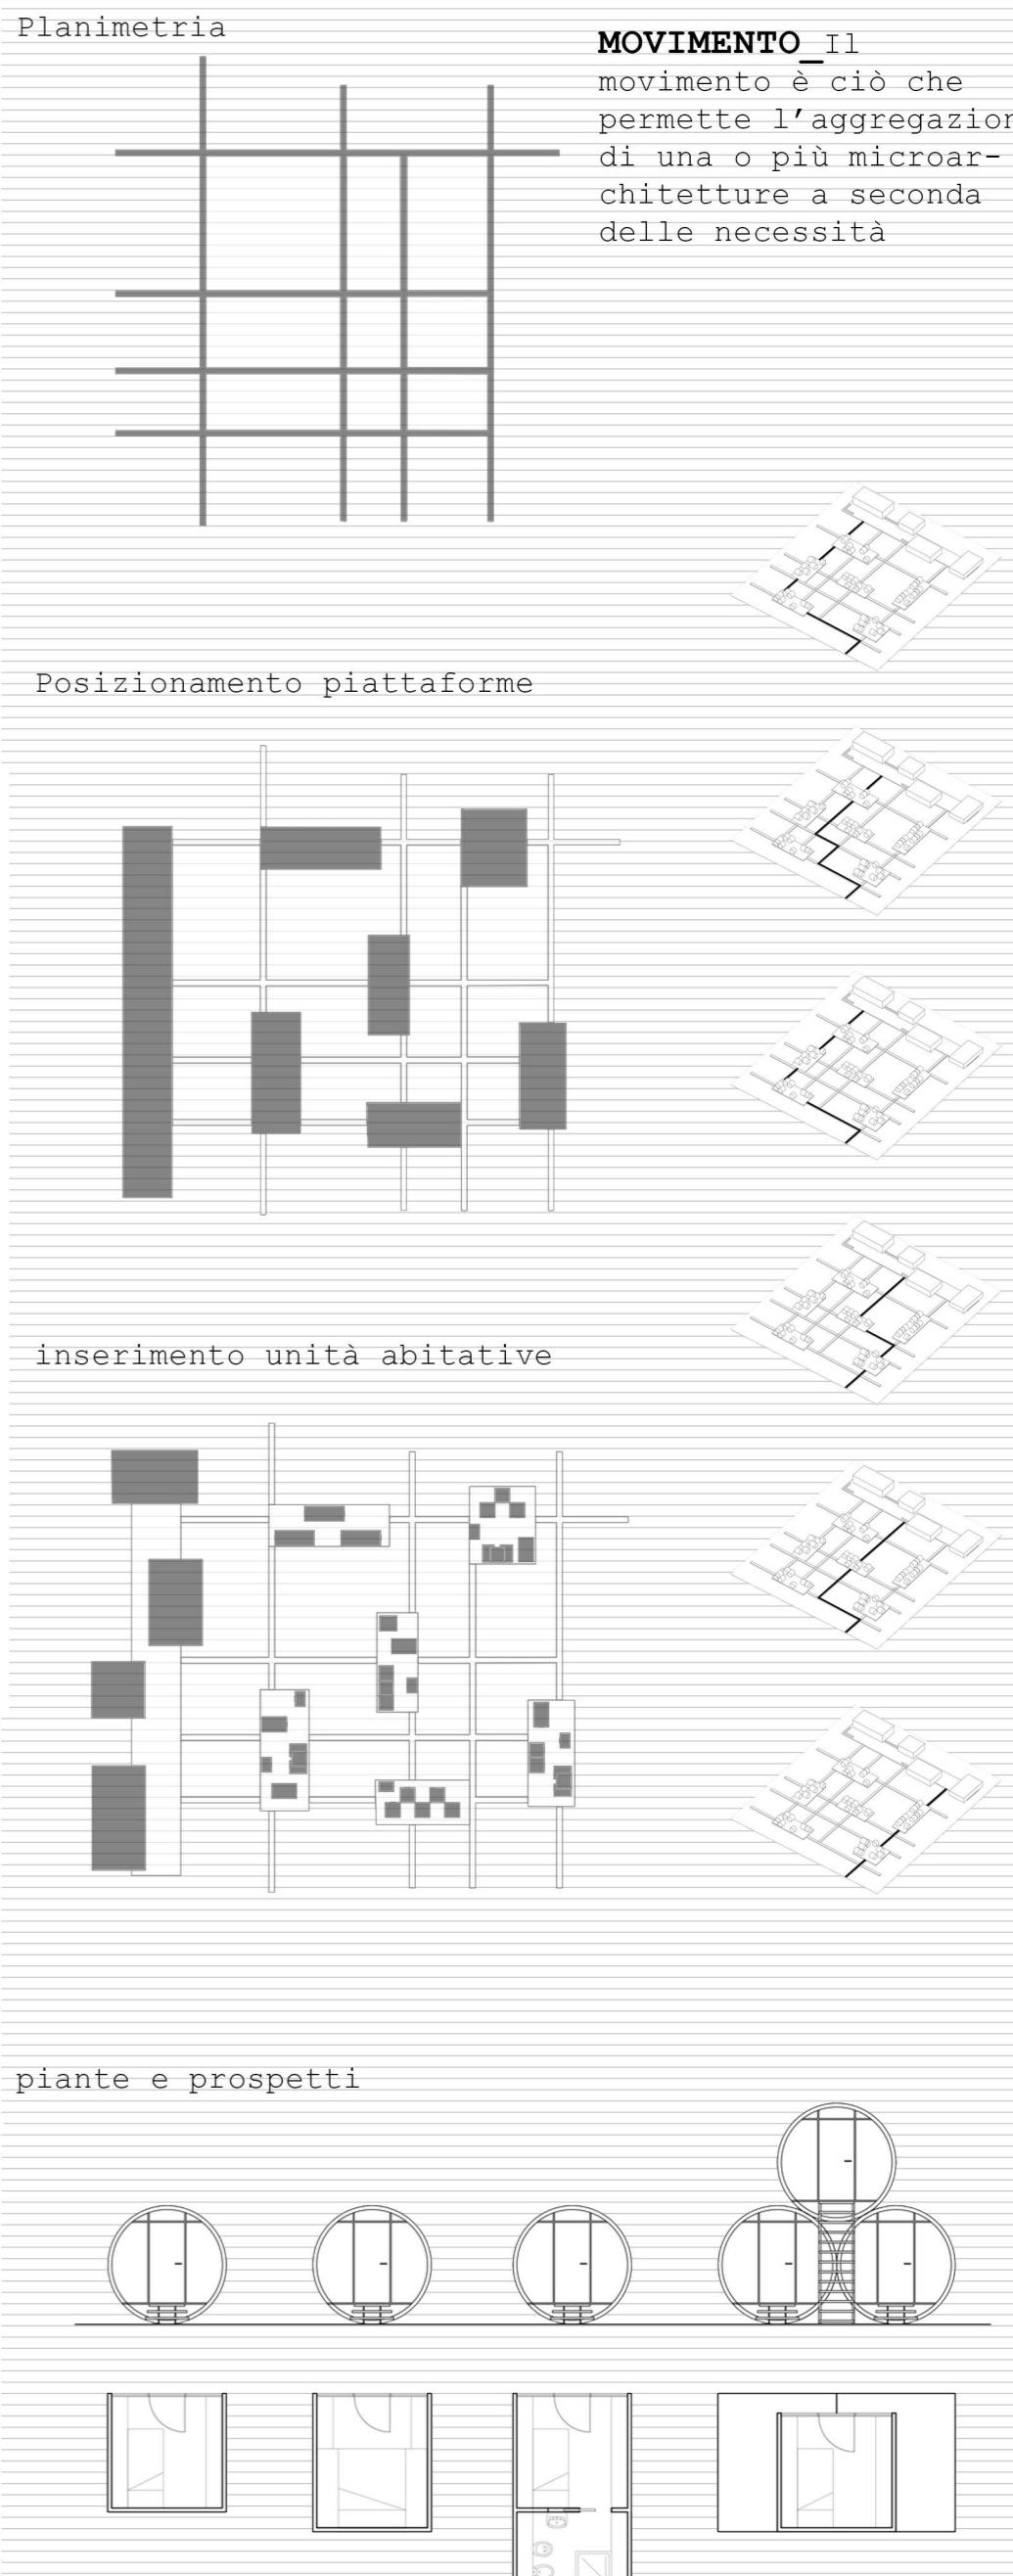 Planimetria
MOVIMENTO_Il
movimento è ciò che
permette l’aggregazion
di una o più microar-
chitetture a seconda
delle necessità
Posizionamento piattaforme
inserimento unità abitative
piante e prospetti